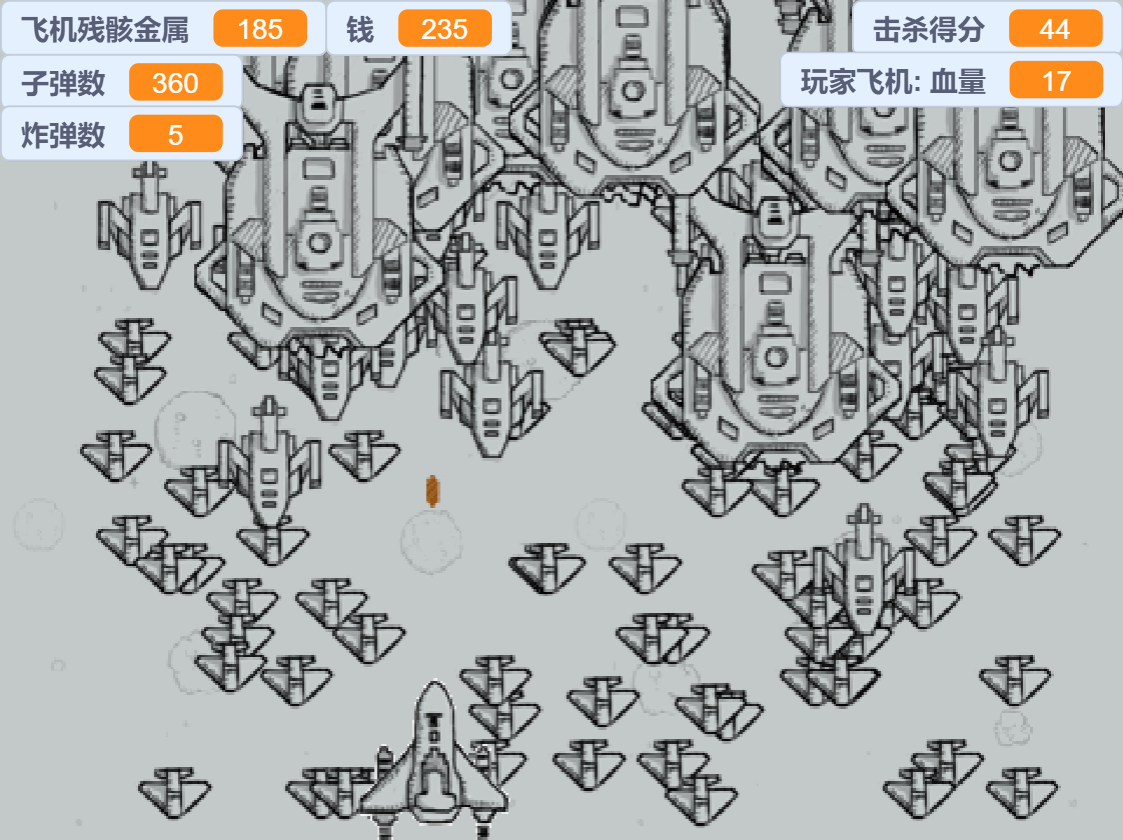 飞机残骸金属 185
钱 235
击杀得分 44
子弹数 360
玩家飞机: 血量 17
炸弹数 5